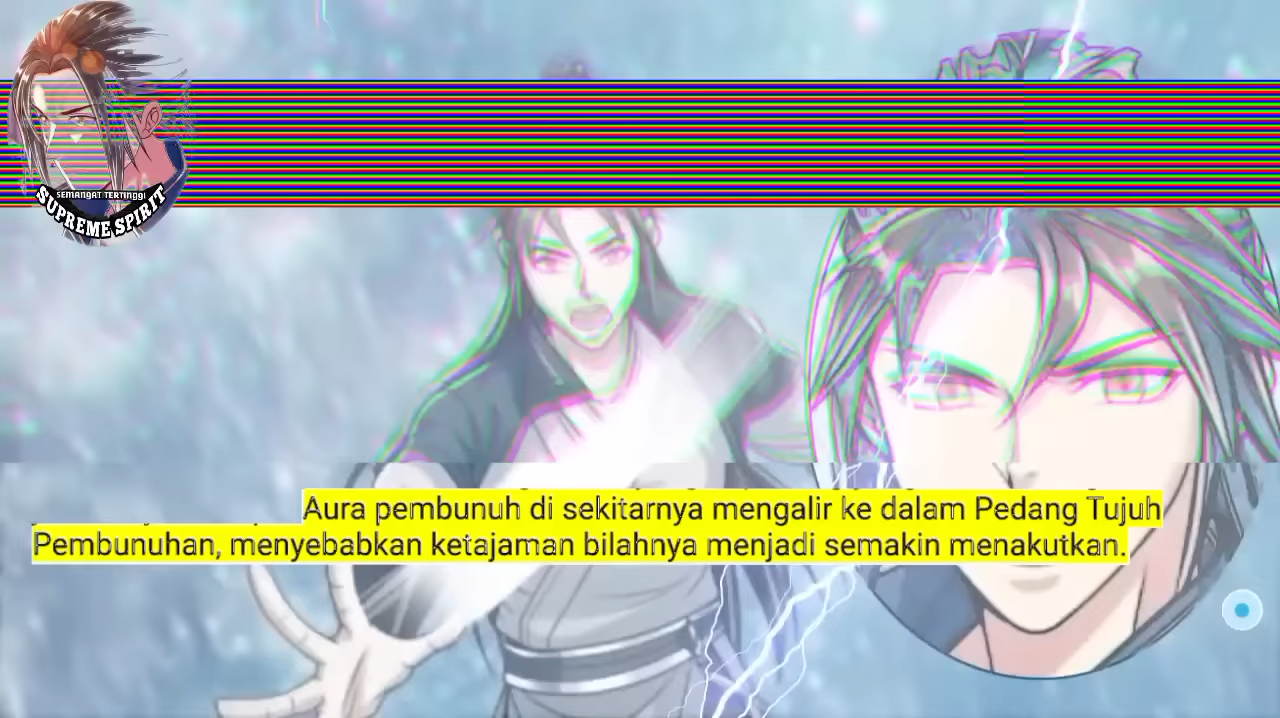 SEMANGAT TERTINGGI
SUPREME SPIRIT
Aura pembunuh di sekitarnya mengalir ke dalam Pedang Tujuh
Pembunuhan, menyebabkan ketajaman bilahnya menjadi semakin menakutkan.